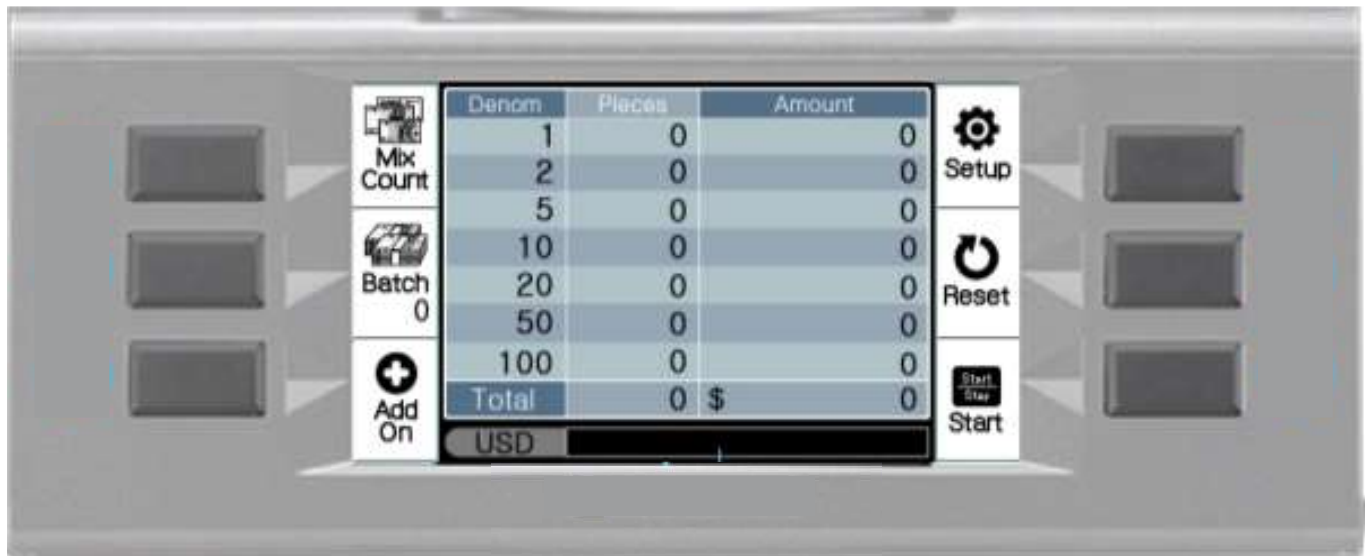 Mix
Count
Batch
0
Add
On
Denom Pieces Amount
1 0 0
2 0 0
5 0 0
10 0 0
20 0 0
50 0 0
100 0 0
Total 0 $ 0
USD
Setup
Reset
Start
Start